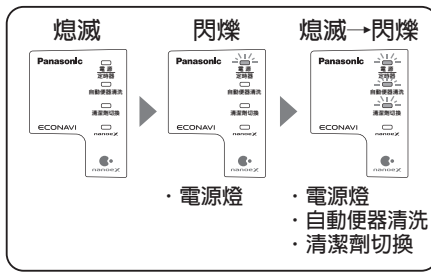 熄滅
閃爍
熄滅→閃爍
Panasonic
電源
定時器
自動便器清洗
清潔劑切換
ECONAVI
nanoeX
nanoeX
Panasonic
電源
定時器
自動便器清洗
清潔劑切換
ECONAVI
nanoeX
nanoeX
Panasonic
電源
定時器
自動便器清洗
清潔劑切換
ECONAVI
nanoeX
nanoeX
・電源燈
・電源燈
・自動便器清洗
・清潔劑切換